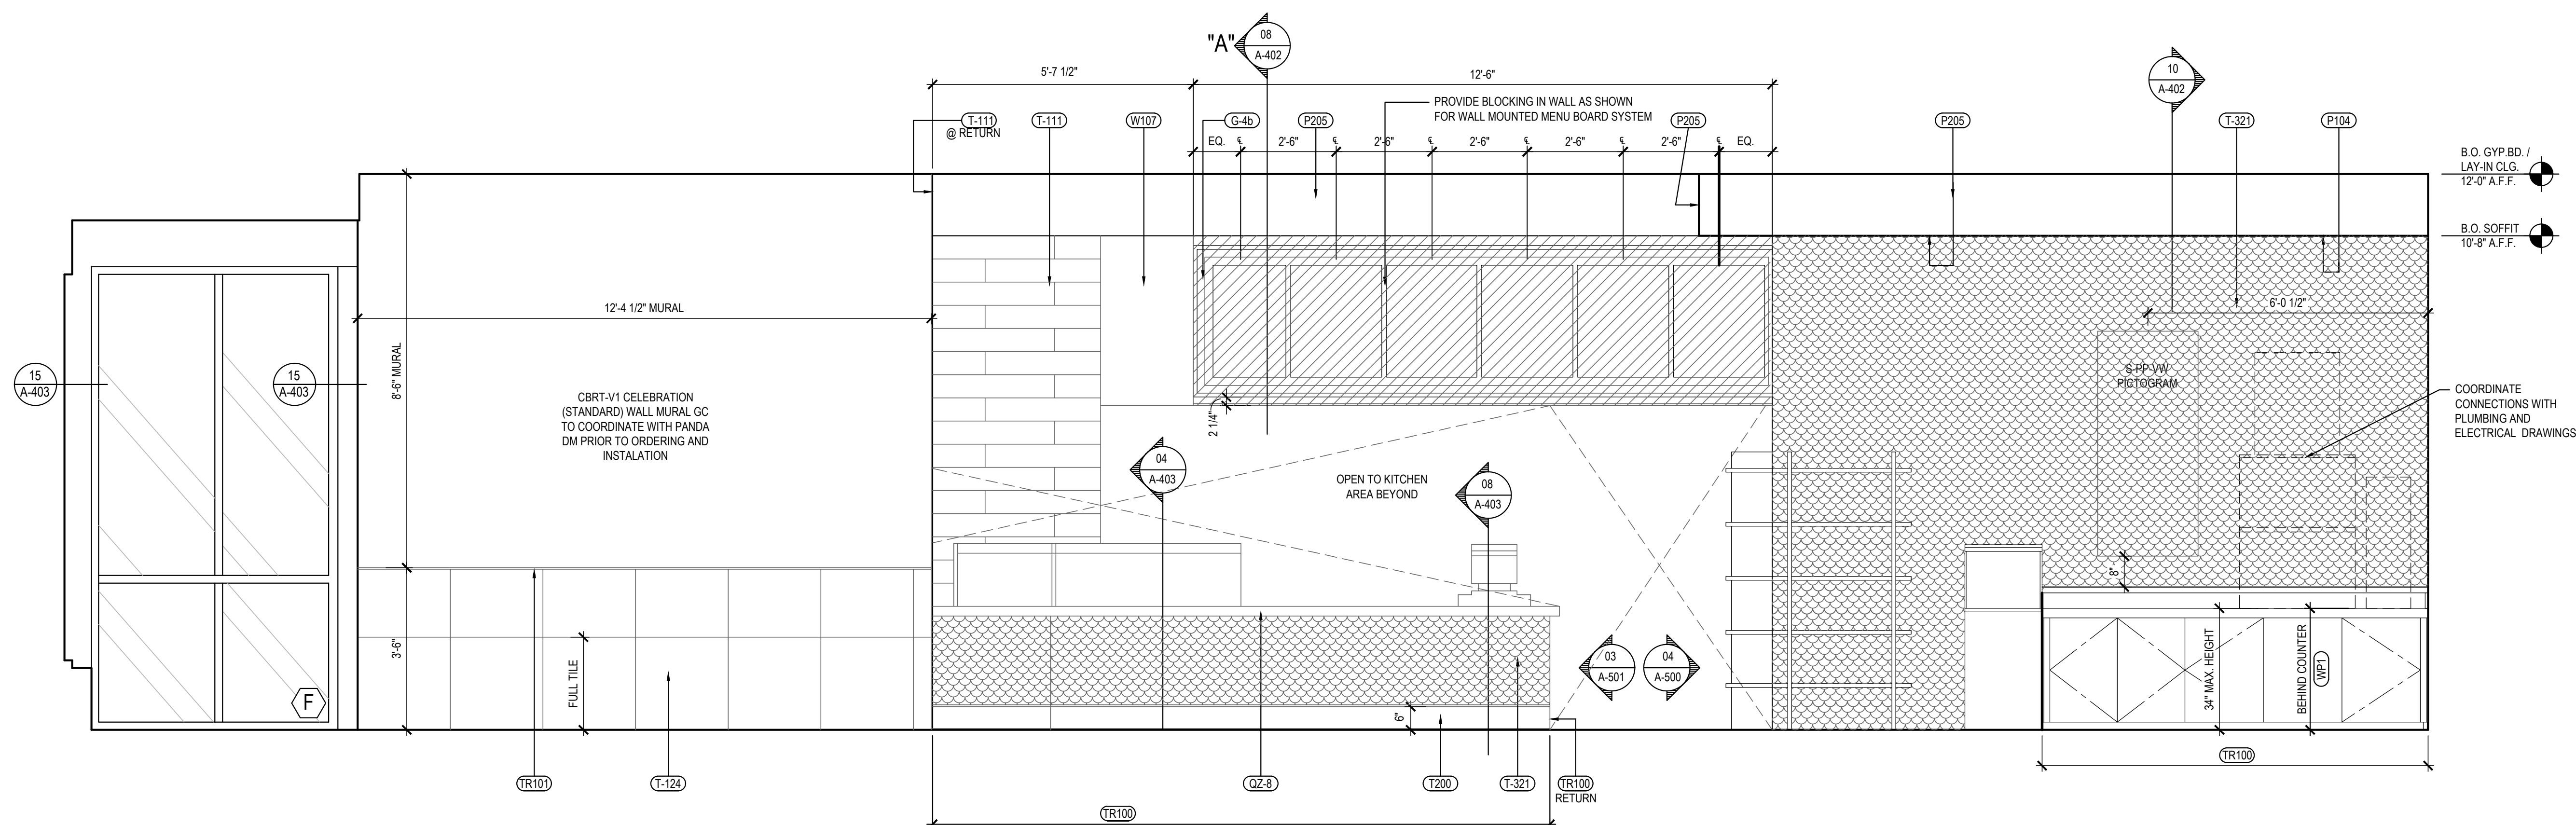 "A"
08
A-402
5'-7 1/2"
12'-6"
10
A-402
PROVIDE BLOCKING IN WALL AS SHOWN
FOR WALL MOUNTED MENU BOARD SYSTEM
T-111
@ RETURN
T-111
W107
G-4b
P205
P205
P205
T-321
P104
EQ.
℄
2'-6"
℄
2'-6"
℄
2'-6"
℄
2'-6"
℄
2'-6"
℄
EQ.
B.O. GYP.BD. /
LAY-IN CLG.
12'-0" A.F.F.
B.O. SOFFIT
10'-8" A.F.F.
12'-4 1/2" MURAL
6'-0 1/2"
8'-6" MURAL
15
A-403
15
A-403
CBRT-V1 CELEBRATION
(STANDARD) WALL MURAL GC
TO COORDINATE WITH PANDA
DM PRIOR TO ORDERING AND
INSTALATION
S-PP-VW
PICTOGRAM
COORDINATE
CONNECTIONS WITH
PLUMBING AND
ELECTRICAL DRAWINGS
2 1/4"
04
A-403
OPEN TO KITCHEN
AREA BEYOND
08
A-403
8"
3'-6"
FULL TILE
F
6"
03
A-501
04
A-500
34" MAX. HEIGHT
BEHIND COUNTER
WP1
TR101
T-124
QZ-8
T200
T-321
TR100
RETURN
TR100
TR100